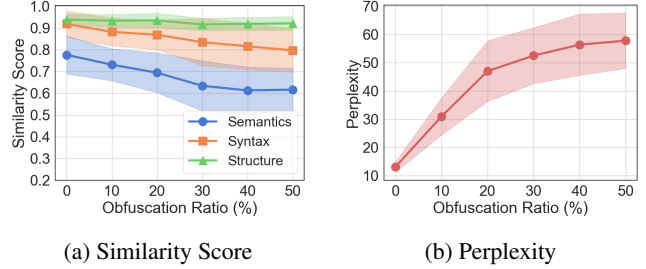 1.0
0.9
0.8
0.7
0.6
0.5
0.4
0.3
0.2
Similarity Score
Semantics
Syntax
Structure
0 10 20 30 40 50
Obfuscation Ratio (%)
(a) Similarity Score
70
60
50
40
30
20
10
Perplexity
0 10 20 30 40 50
Obfuscation Ratio (%)
(b) Perplexity